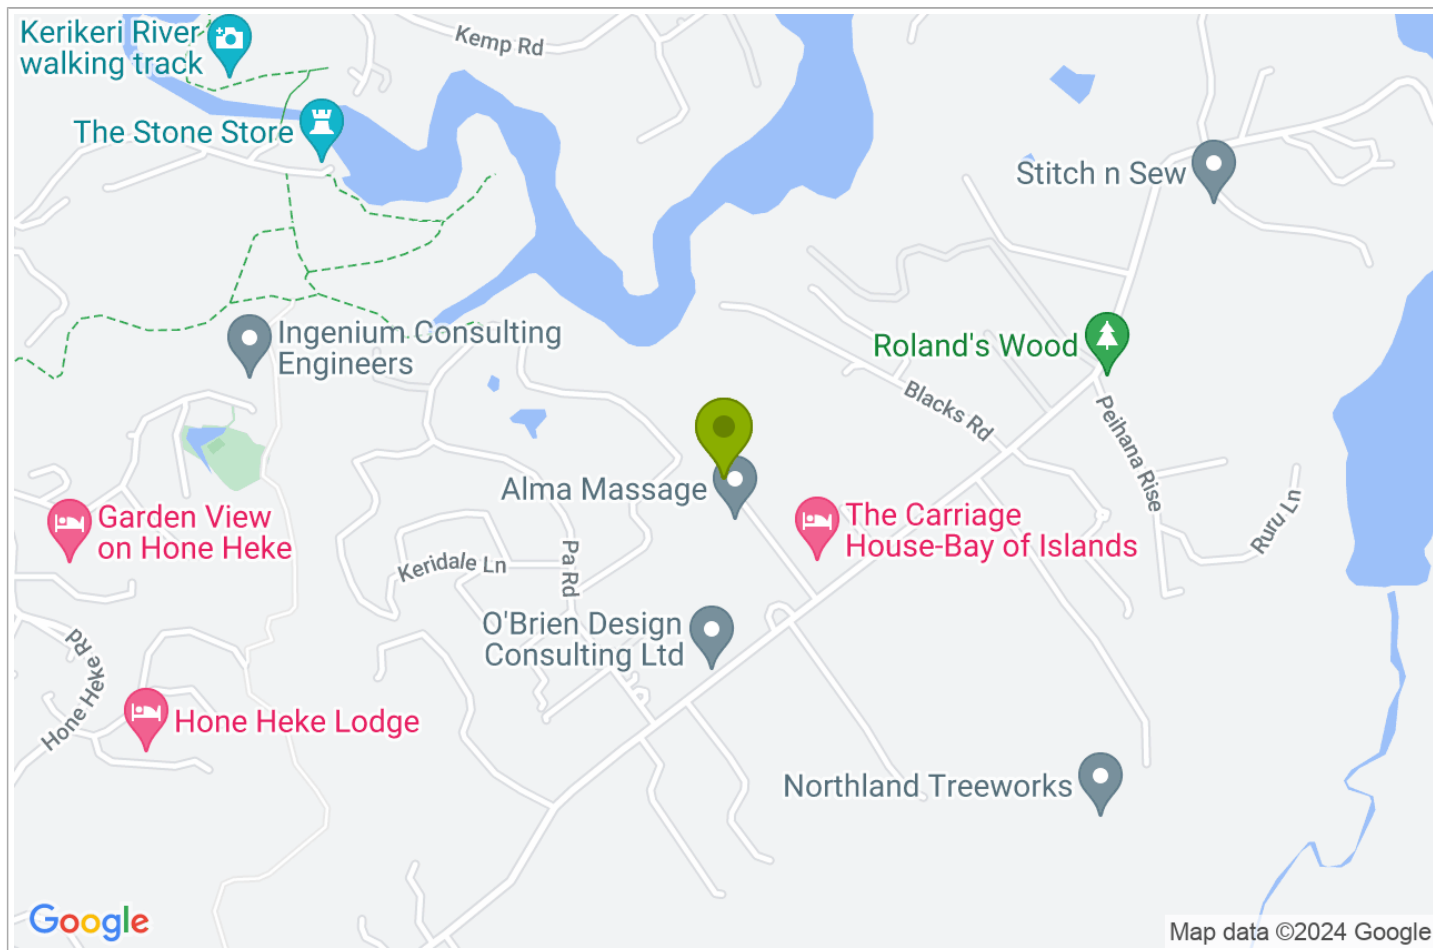 Kerikeri River
walking track
Kemp Rd
The Stone Store
Stitch n Sew
Ingenium Consulting
Engineers
Roland's Wood
Blacks Rd
Peihana Rise
Alma Massage
Garden View
on Hone Heke
The Carriage
House-Bay of Islands
Ruru Ln
Keridale Ln
Pa Rd
O'Brien Design
Consulting Ltd
Hone Heke Rd
Hone Heke Lodge
Northland Treeworks
Google
Map data ©2024 Google